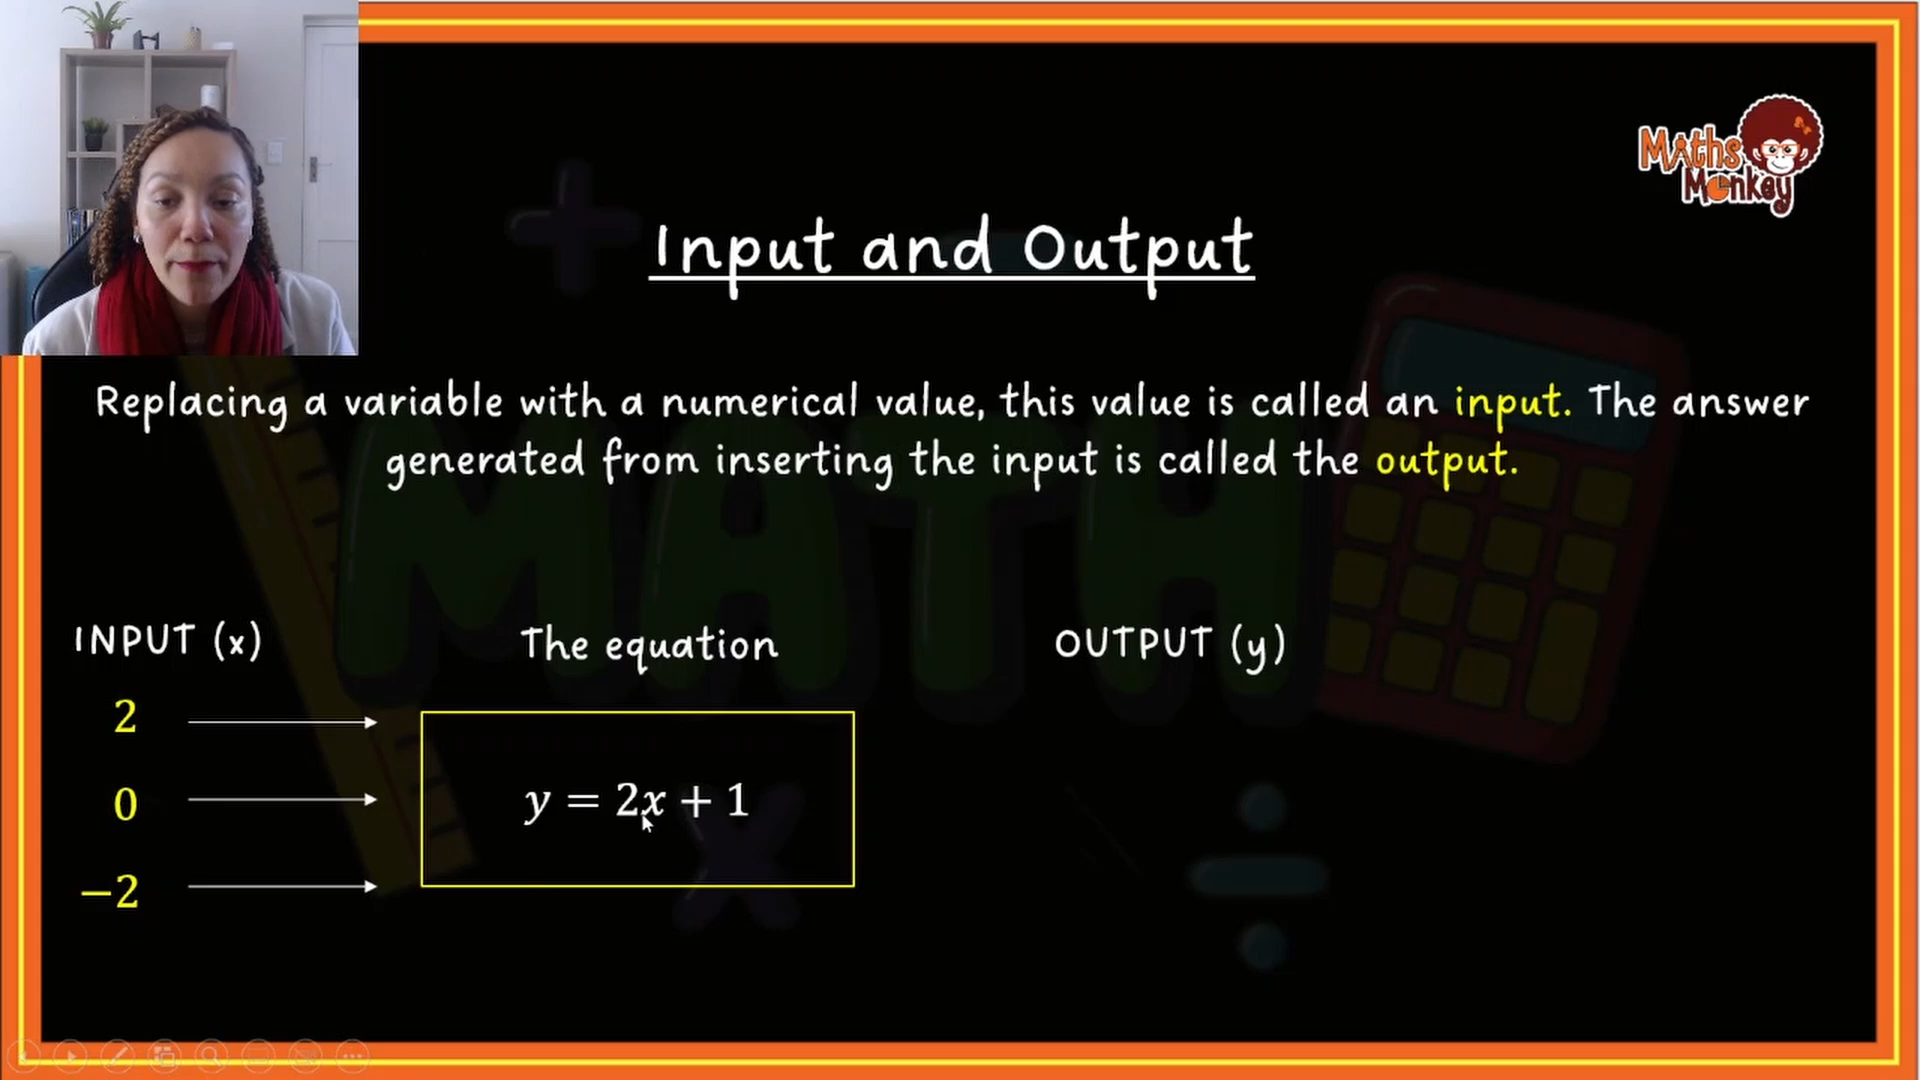 Maths
Monkey
Input and Output
Replacing a variable with a numerical value, this value is called an input. The answer
generated from inserting the input is called the output.
INPUT (x)
The equation
OUTPUT (y)
2
0
−2
y = 2x + 1